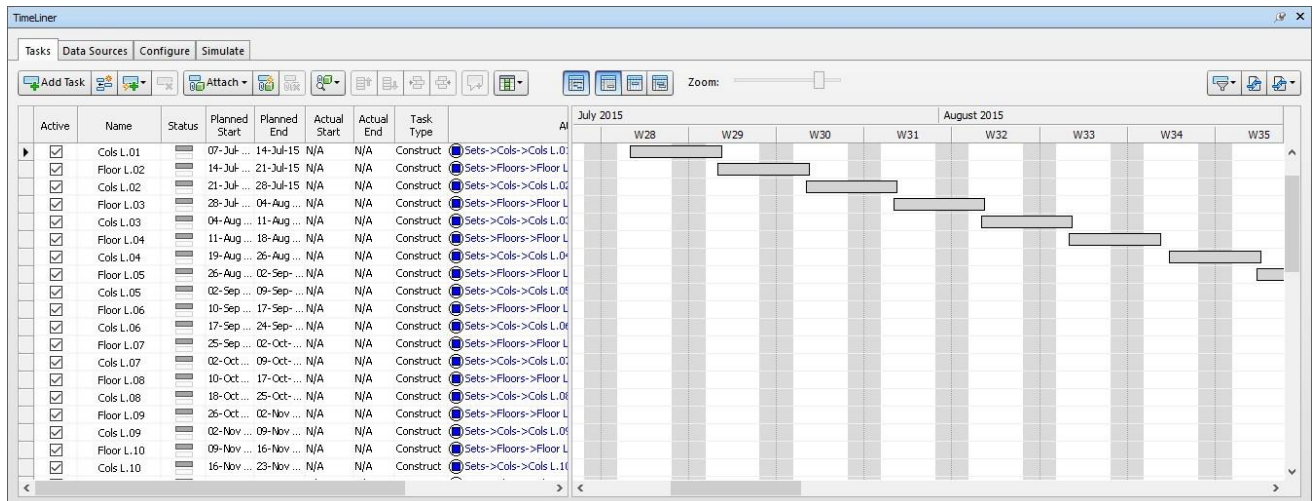 TimeLiner
Tasks Data Sources Configure Simulate
Add Task Attach Zoom:
Active Name Status Planned Start Planned End Actual Start Actual End Task Type
July 2015 August 2015
W28 W29 W30 W31 W32 W33 W34 W35
Cols L.01 07-Jul- ... 14-Jul-15 N/A N/A Construct Sets->Cols->Cols L.01
Floor L.02 14-Jul- ... 21-Jul-15 N/A N/A Construct Sets->Floors->Floor L
Cols L.02 21-Jul- ... 28-Jul-15 N/A N/A Construct Sets->Cols->Cols L.02
Floor L.03 28-Jul- ... 04-Aug ... N/A N/A Construct Sets->Floors->Floor L
Cols L.03 04-Aug ... 11-Aug ... N/A N/A Construct Sets->Cols->Cols L.03
Floor L.04 11-Aug ... 18-Aug ... N/A N/A Construct Sets->Floors->Floor L
Cols L.04 19-Aug ... 26-Aug ... N/A N/A Construct Sets->Cols->Cols L.04
Floor L.05 26-Aug ... 02-Sep- ... N/A N/A Construct Sets->Floors->Floor L
Cols L.05 02-Sep ... 09-Sep- ... N/A N/A Construct Sets->Cols->Cols L.05
Floor L.06 10-Sep ... 17-Sep- ... N/A N/A Construct Sets->Floors->Floor L
Cols L.06 17-Sep ... 24-Sep- ... N/A N/A Construct Sets->Cols->Cols L.06
Floor L.07 25-Sep ... 02-Oct- ... N/A N/A Construct Sets->Floors->Floor L
Cols L.07 02-Oct ... 09-Oct- ... N/A N/A Construct Sets->Cols->Cols L.07
Floor L.08 10-Oct ... 17-Oct- ... N/A N/A Construct Sets->Floors->Floor L
Cols L.08 18-Oct ... 25-Oct- ... N/A N/A Construct Sets->Cols->Cols L.08
Floor L.09 26-Oct ... 02-Nov ... N/A N/A Construct Sets->Floors->Floor L
Cols L.09 02-Nov ... 09-Nov ... N/A N/A Construct Sets->Cols->Cols L.09
Floor L.10 09-Nov ... 16-Nov ... N/A N/A Construct Sets->Floors->Floor L
Cols L.10 16-Nov ... 23-Nov ... N/A N/A Construct Sets->Cols->Cols L.10